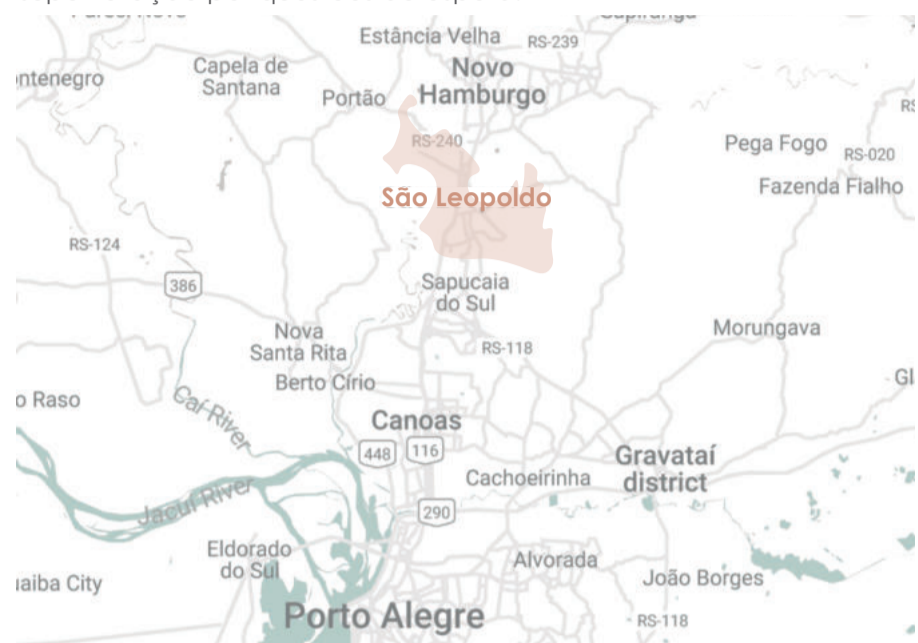 Estância Velha
RS-239
Novo
Hamburgo
Capela de
Santana
Portão
RS-240
Pega Fogo
RS-020
Fazenda Fialho
São Leopoldo
RS-124
386
Sapucaia
do Sul
Nova
Santa Rita
RS-118
Morungava
Berto Círio
o Raso
Caí River
Canoas
448
116
Gravataí
district
Cachoeirinha
Jacuí River
290
Eldorado
do Sul
Alvorada
João Borges
aiba City
Porto Alegre
RS-118
ntenegro
RS
Gl